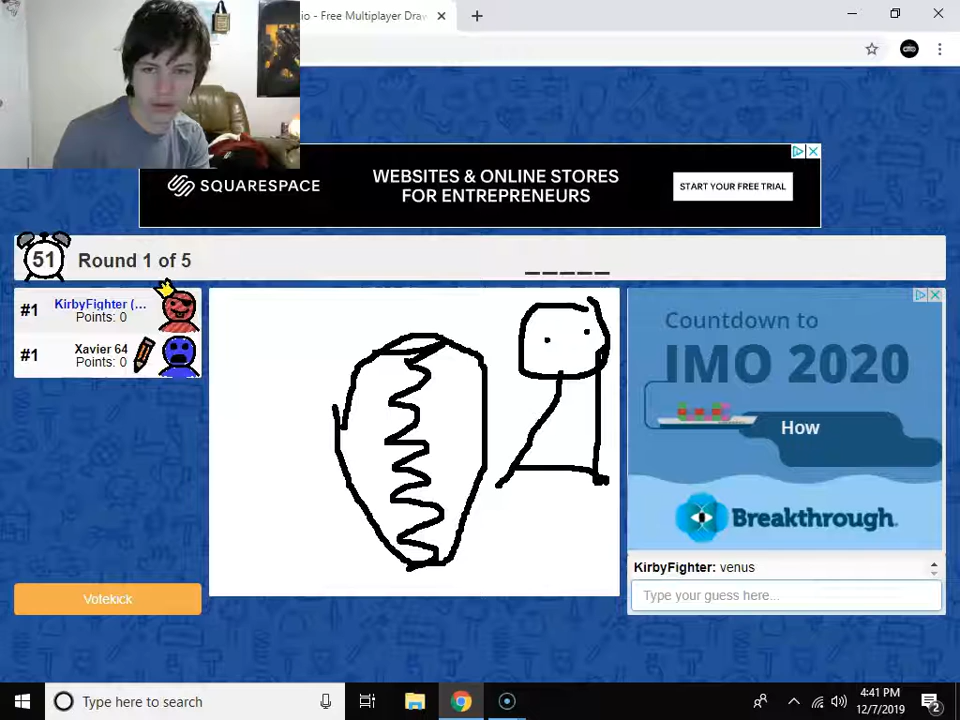 io - Free Multiplayer Draw
SQUARESPACE
WEBSITES & ONLINE STORES
FOR ENTREPRENEURS
START YOUR FREE TRIAL
51
Round 1 of 5
_____
#1
KirbyFighter (...
Points: 0
#1
Xavier 64
Points: 0
Votekick
Countdown to
IMO 2020
How
Breakthrough.
KirbyFighter: venus
Type your guess here...
Type here to search
4:41 PM
12/7/2019
2